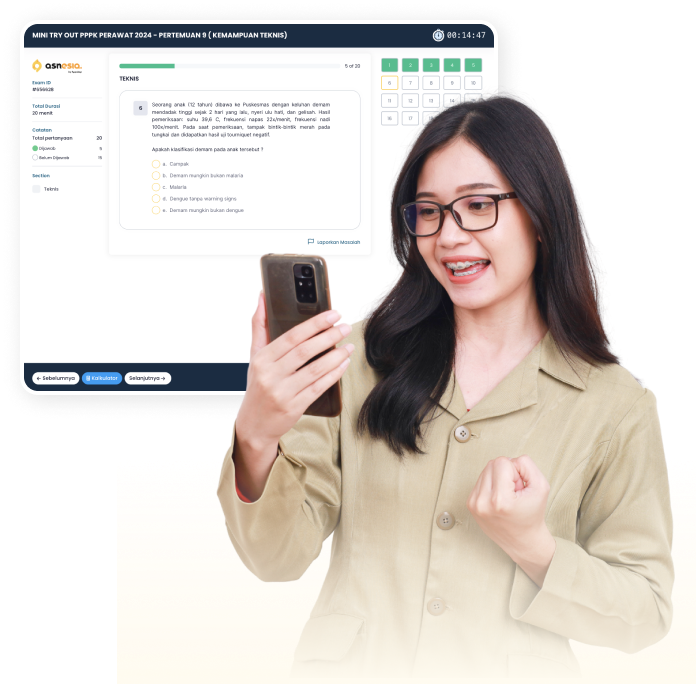 MINI TRY OUT PPPK PERAWAT 2024 - PERTEMUAN 9 ( KEMAMPUAN TEKNIS)
00:14:47
asnesia.
Exam ID
#656628
Total Durasi
20 menit
Catatan
Total pertanyaan 20
Dijawab 5
Belum Dijawab 15
Section
Teknis
5 of 20
TEKNIS
6
Seorang anak (12 tahun) dibawa ke Puskesmas dengan keluhan demam
mendadak tinggi sejak 2 hari yang lalu, nyeri ulu hati, dan gelisah. Hasil
pemeriksaan: suhu 39,6 C, frekuensi napas 22x/menit, frekuensi nadi
100x/menit. Pada saat pemeriksaan, tampak bintik-bintik merah pada
tungkai dan didapatkan hasil uji tourniquet negatif.
Apakah klasifikasi demam pada anak tersebut ?
a. Campak
b. Demam mungkin bukan malaria
c. Malaria
d. Dengue tanpa warning signs
e. Demam mungkin bukan dengue
Laporkan Masalah
1 2 3 4 5
6 7 8 9 10
11 12 13 14
16 17 18
← Sebelumnya
Kalkulator
Selanjutnya →